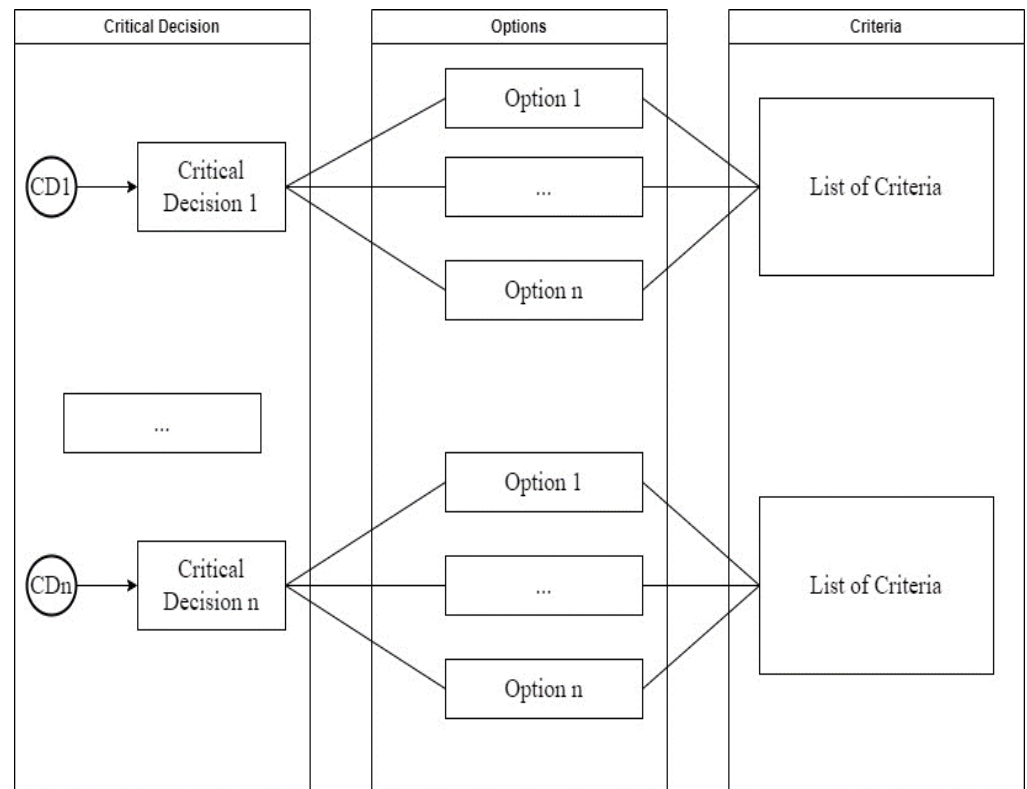 Critical Decision
Options
Criteria
CD1
Critical
Decision 1
Option 1
...
Option n
List of Criteria
...
CDn
Critical
Decision n
Option 1
...
Option n
List of Criteria